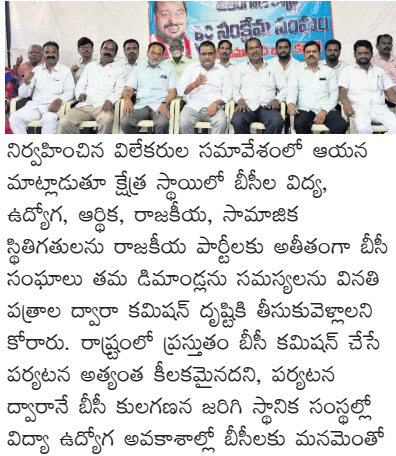 బీసీ సంక్షేమ సంఘం
నిర్వహించిన విలేకరుల సమావేశంలో ఆయన
మాట్లాడుతూ క్షేత్ర స్థాయిలో బీసీల విద్య,
ఉద్యోగ, ఆర్థిక, రాజకీయ, సామాజిక
స్థితిగతులను రాజకీయ పార్టీలకు అతీతంగా బీసీ
సంఘాలు తమ డిమాండ్లను సమస్యలను వినతి
పత్రాల ద్వారా కమిషన్ దృష్టికి తీసుకువెళ్లాలని
కోరారు. రాష్ట్రంలో ప్రస్తుతం బీసీ కమిషన్ చేసే
పర్యటన అత్యంత కీలకమైనదని, పర్యటన
ద్వారానే బీసీ కులగణన జరిగి స్థానిక సంస్థల్లో
విద్యా ఉద్యోగ అవకాశాల్లో బీసీలకు మనమెంతో